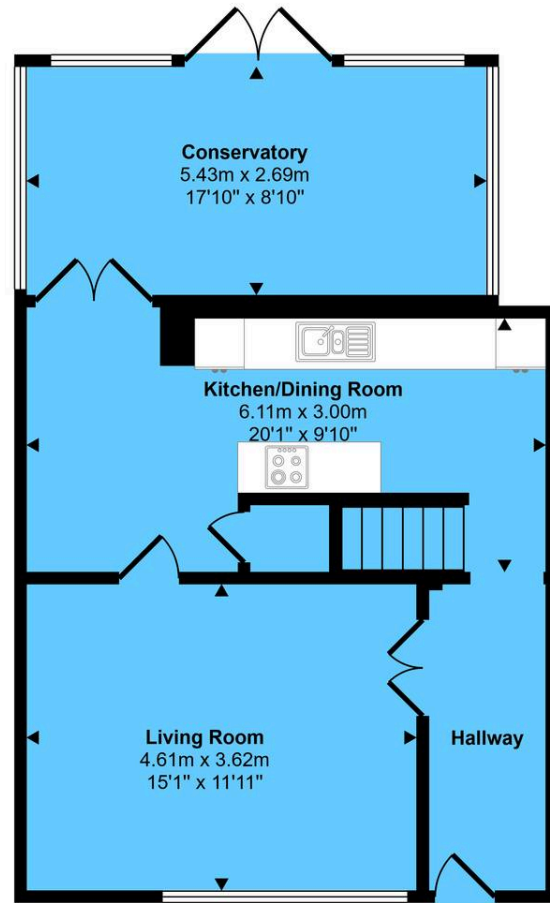 Conservatory
5.43m x 2.69m
17'10" x 8'10"
Kitchen/Dining Room
6.11m x 3.00m
20'1" x 9'10"
Living Room
4.61m x 3.62m
15'1" x 11'11"
Hallway